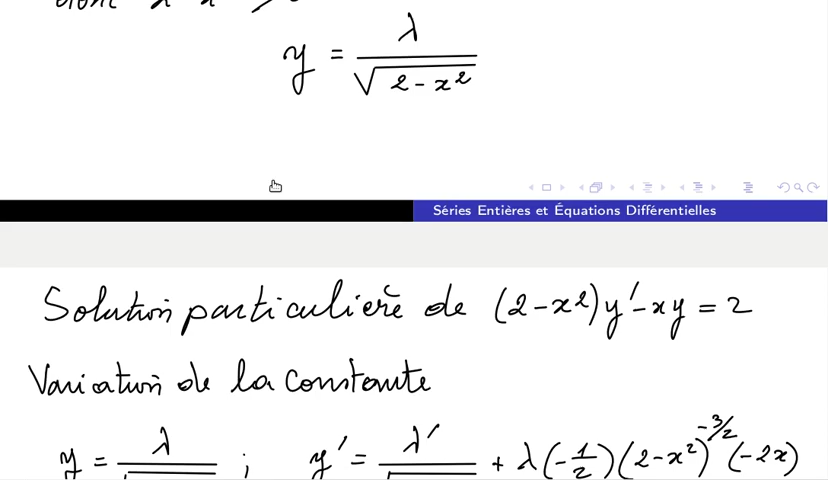 donc
y = λ / √(2 - x²)
Séries Entières et Équations Différentielles
Solution particulière de (2-x²)y' - xy = 2
Variation de la constante
y = λ / √ ; y' = λ' / √ + λ(-1/2)(2-x²)^(-3/2)(-2x)